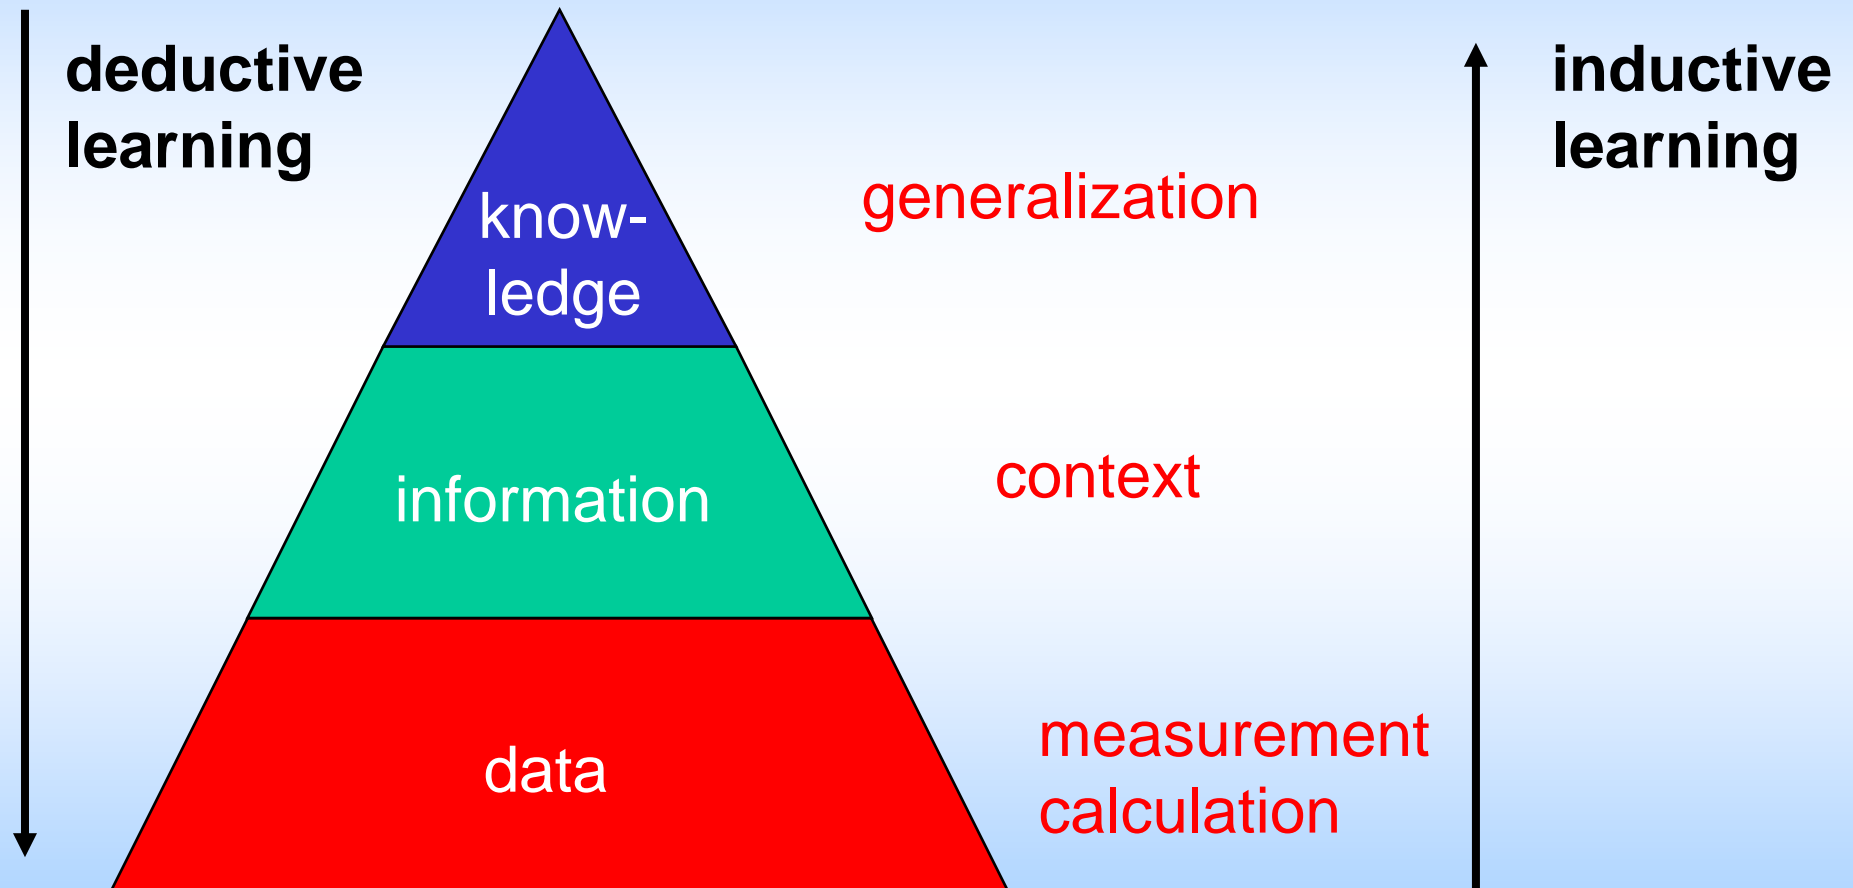 deductive
learning
inductive
learning
know-
ledge
generalization
information
context
data
measurement
calculation